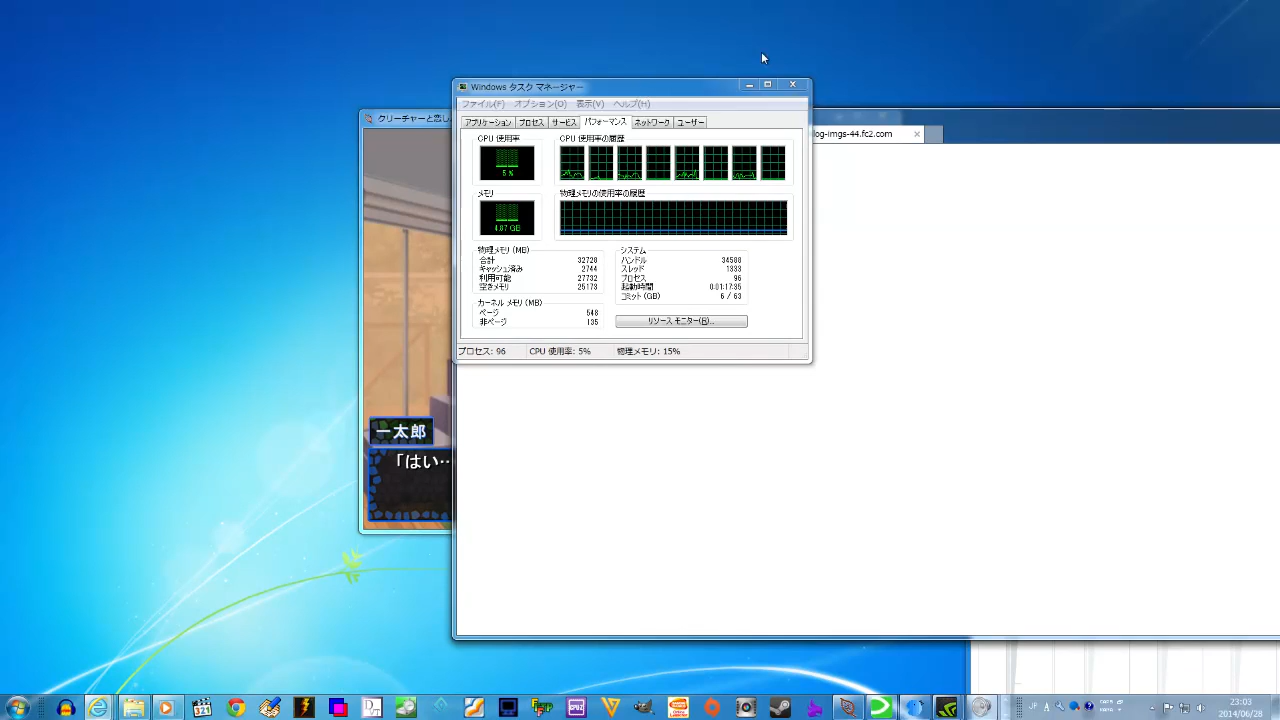 Windows タスク マネージャー
ファイル(F) オプション(O) 表示(V) ヘルプ(H)
アプリケーション プロセス サービス パフォーマンス ネットワーク ユーザー
CPU 使用率
5 %
CPU 使用率の履歴
メモリ
4.87 GB
物理メモリの使用率の履歴
物理メモリ (MB)
合計 32728
キャッシュ済み 2744
利用可能 27732
空きメモリ 25173
カーネル メモリ (MB)
ページ 548
非ページ 135
システム
ハンドル 34588
スレッド 1333
プロセス 96
起動時間 0:01:17:35
コミット (GB) 6 / 63
リソース モニター(R)...
プロセス: 96 CPU 使用率: 5% 物理メモリ: 15%
クリーチャーと恋し
log-imgs-44.fc2.com
一太郎
「はい‥
321
JP A
23:03
2014/06/28